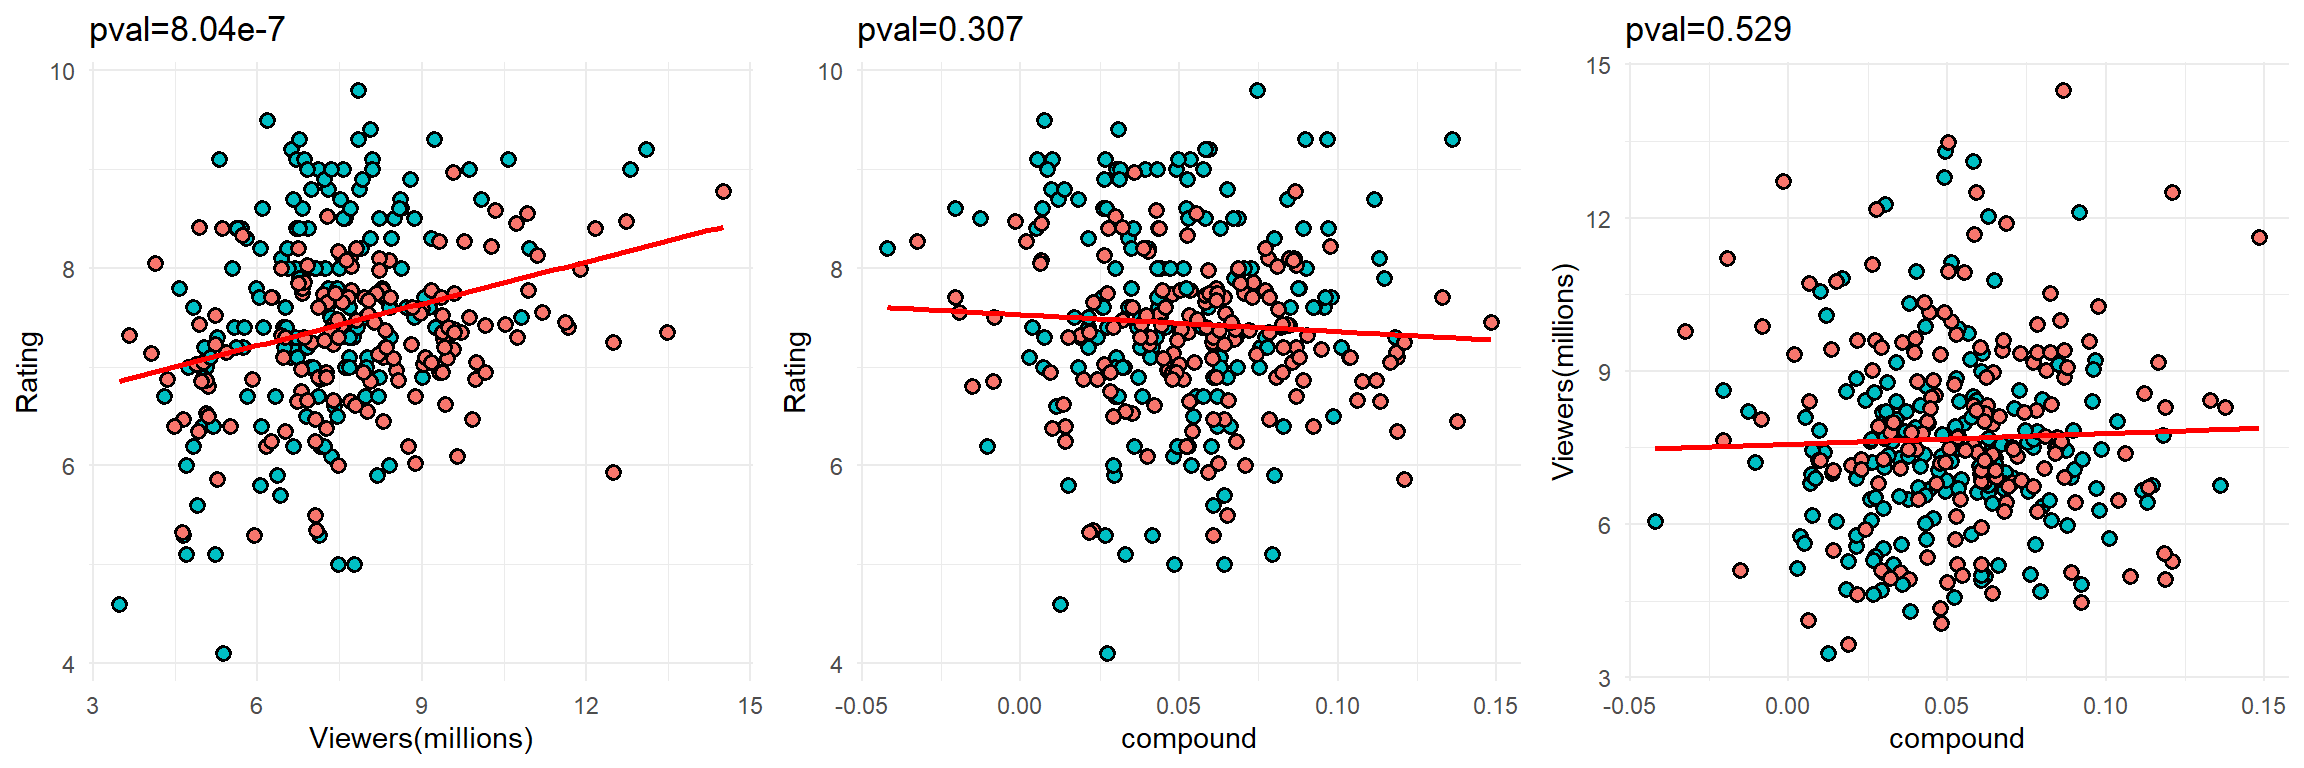 pval=8.04e-7
10
8
6
4
Rating
3 6 9 12 15
Viewers(millions)
pval=0.307
10
8
6
4
Rating
-0.05 0.00 0.05 0.10 0.15
compound
pval=0.529
15
12
9
6
3
Viewers(millions)
-0.05 0.00 0.05 0.10 0.15
compound